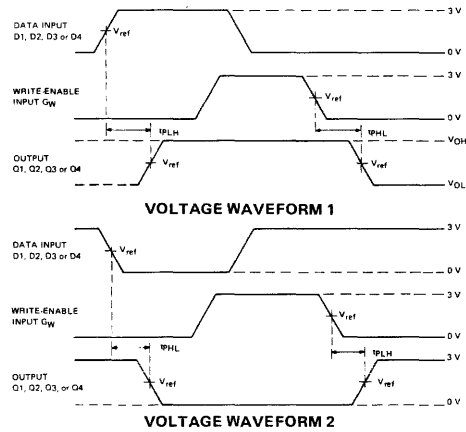 DATA INPUT
D1, D2, D3 or D4
Vref
3 V
0 V
WRITE-ENABLE
INPUT GW
Vref
3 V
0 V
tPLH
tPHL
OUTPUT
Q1, Q2, Q3 or Q4
Vref
Vref
VOH
VOL
VOLTAGE WAVEFORM 1
DATA INPUT
D1, D2, D3 or D4
Vref
3 V
0 V
WRITE-ENABLE
INPUT GW
Vref
3 V
0 V
tPHL
tPLH
OUTPUT
Q1, Q2, Q3, or Q4
Vref
Vref
3 V
0 V
VOLTAGE WAVEFORM 2